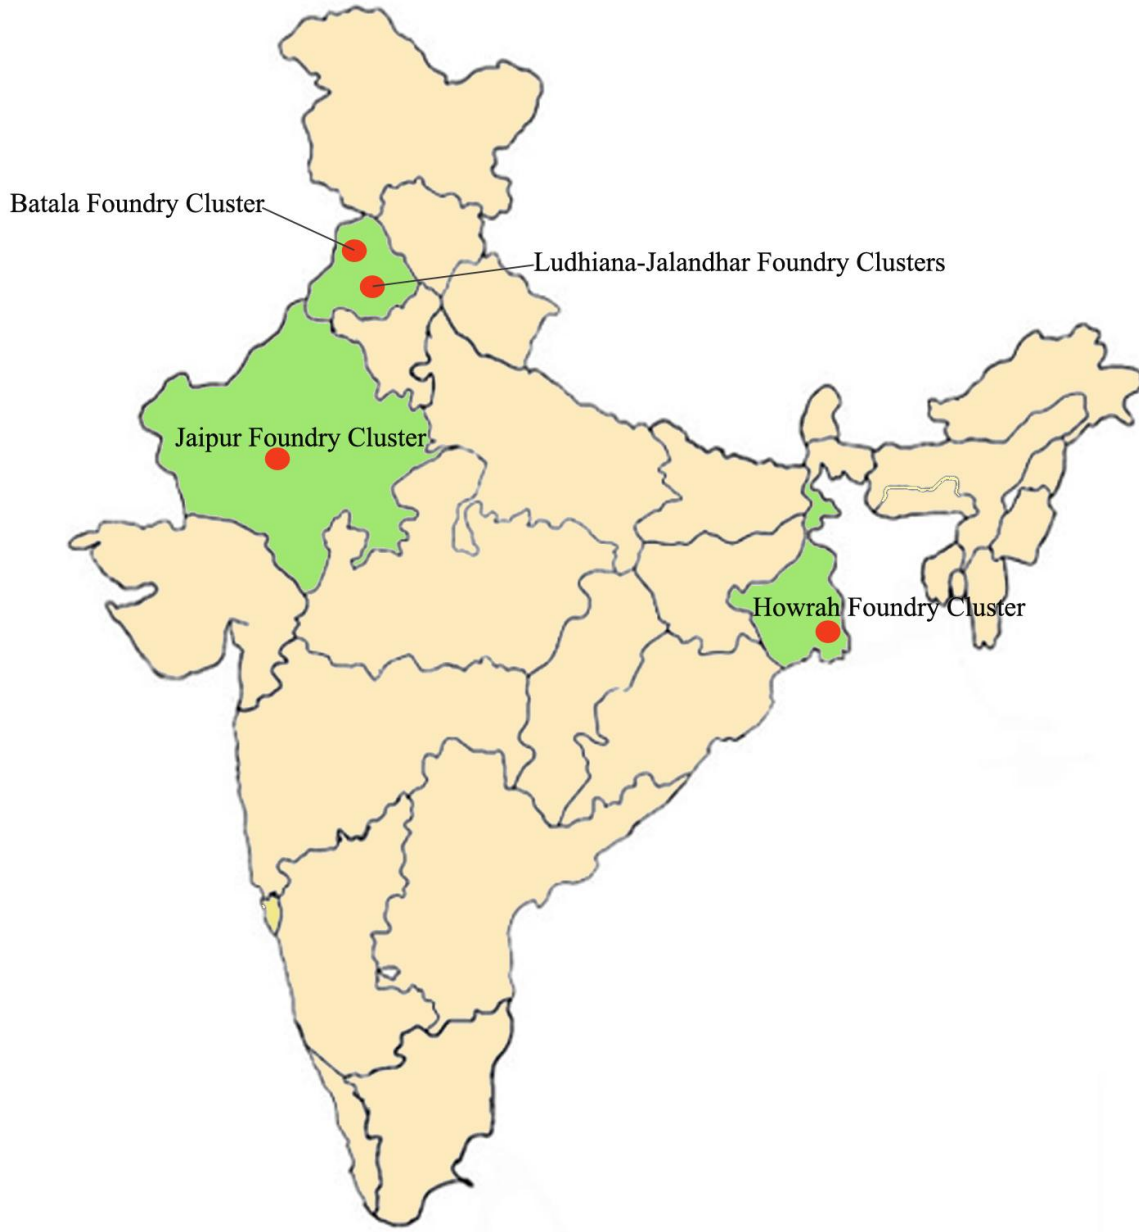 Batala Foundry Cluster
Ludhiana-Jalandhar Foundry Clusters
Jaipur Foundry Cluster
Howrah Foundry Cluster